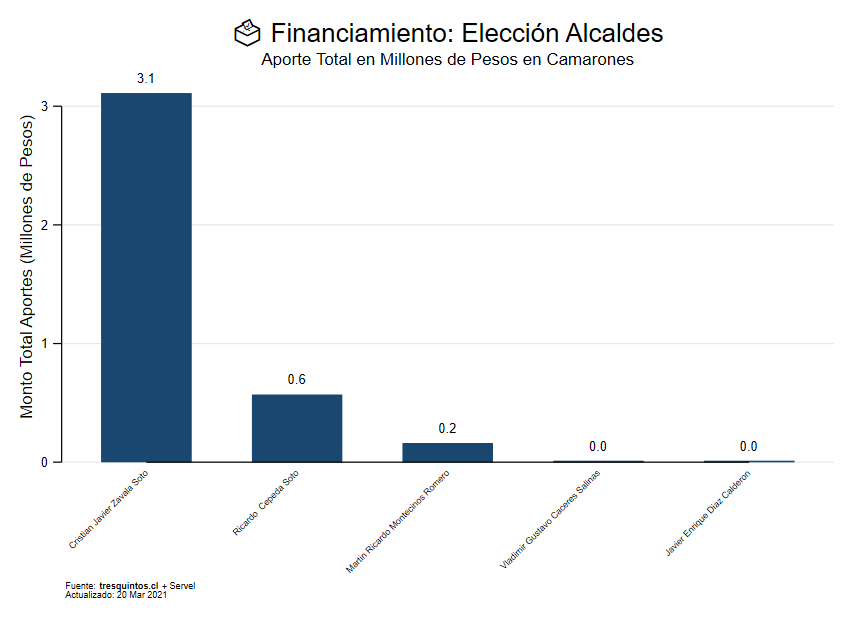 Financiamiento: Elección Alcaldes
Aporte Total en Millones de Pesos en Camarones
Monto Total Aportes (Millones de Pesos)
3
2
1
0
3.1
0.6
0.2
0.0
0.0
Cristian Javier Zavala Soto
Ricardo Cepeda Soto
Martin Ricardo Montecinos Romero
Vladimir Gustavo Caceres Salinas
Javier Enrique Diaz Calderon
Fuente: tresquintos.cl + Servel
Actualizado: 20 Mar 2021